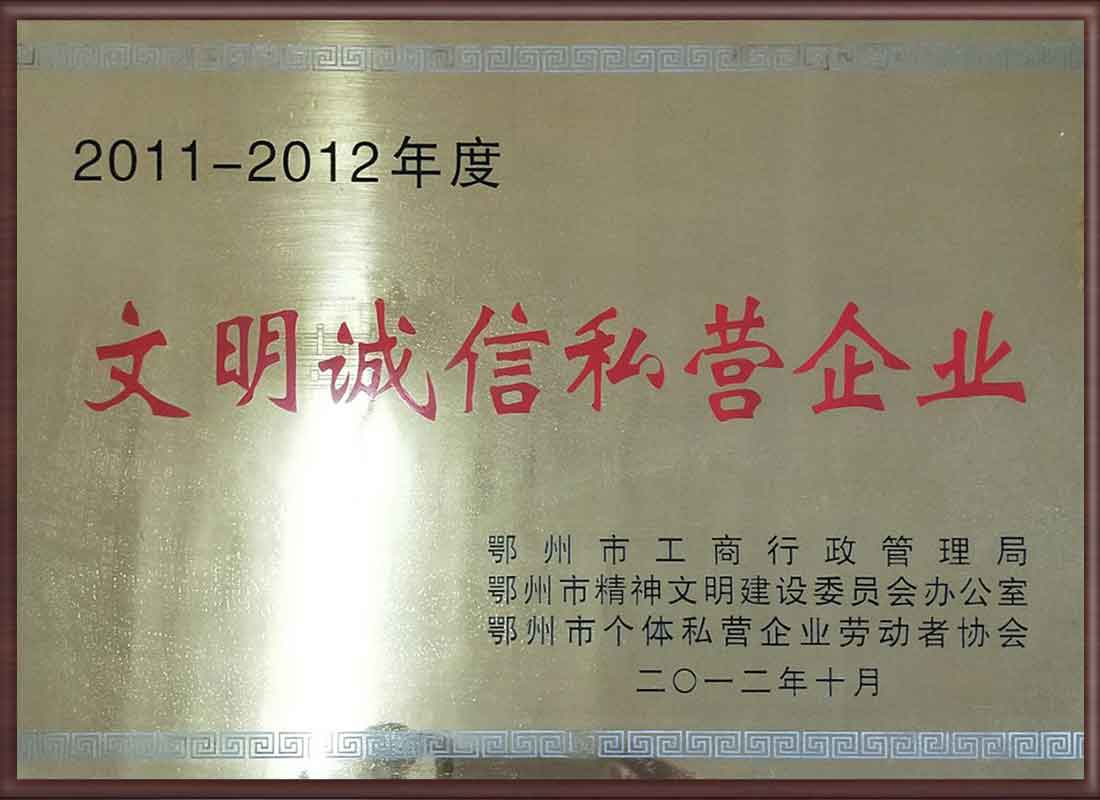 2011-2012年度
文明诚信私营企业
鄂州市工商行政管理局
鄂州市精神文明建设委员会办公室
鄂州市个体私营企业劳动者协会
二〇一二年十月